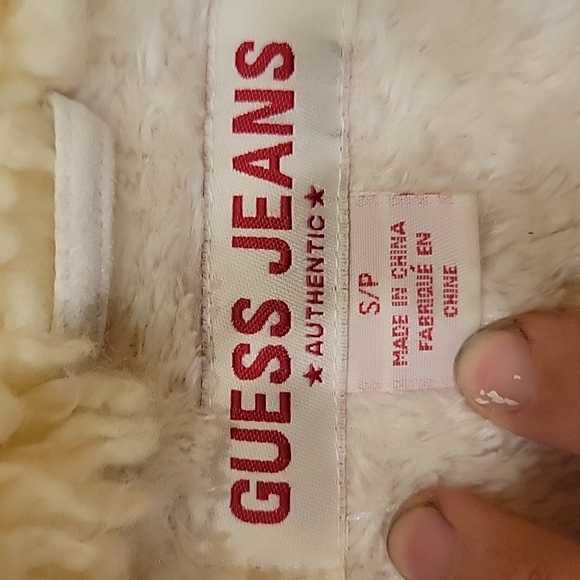 GUESS JEANS
★ AUTHENTIC ★
S/P
MADE IN CHINA
FABRIQUÉ EN
CHINE